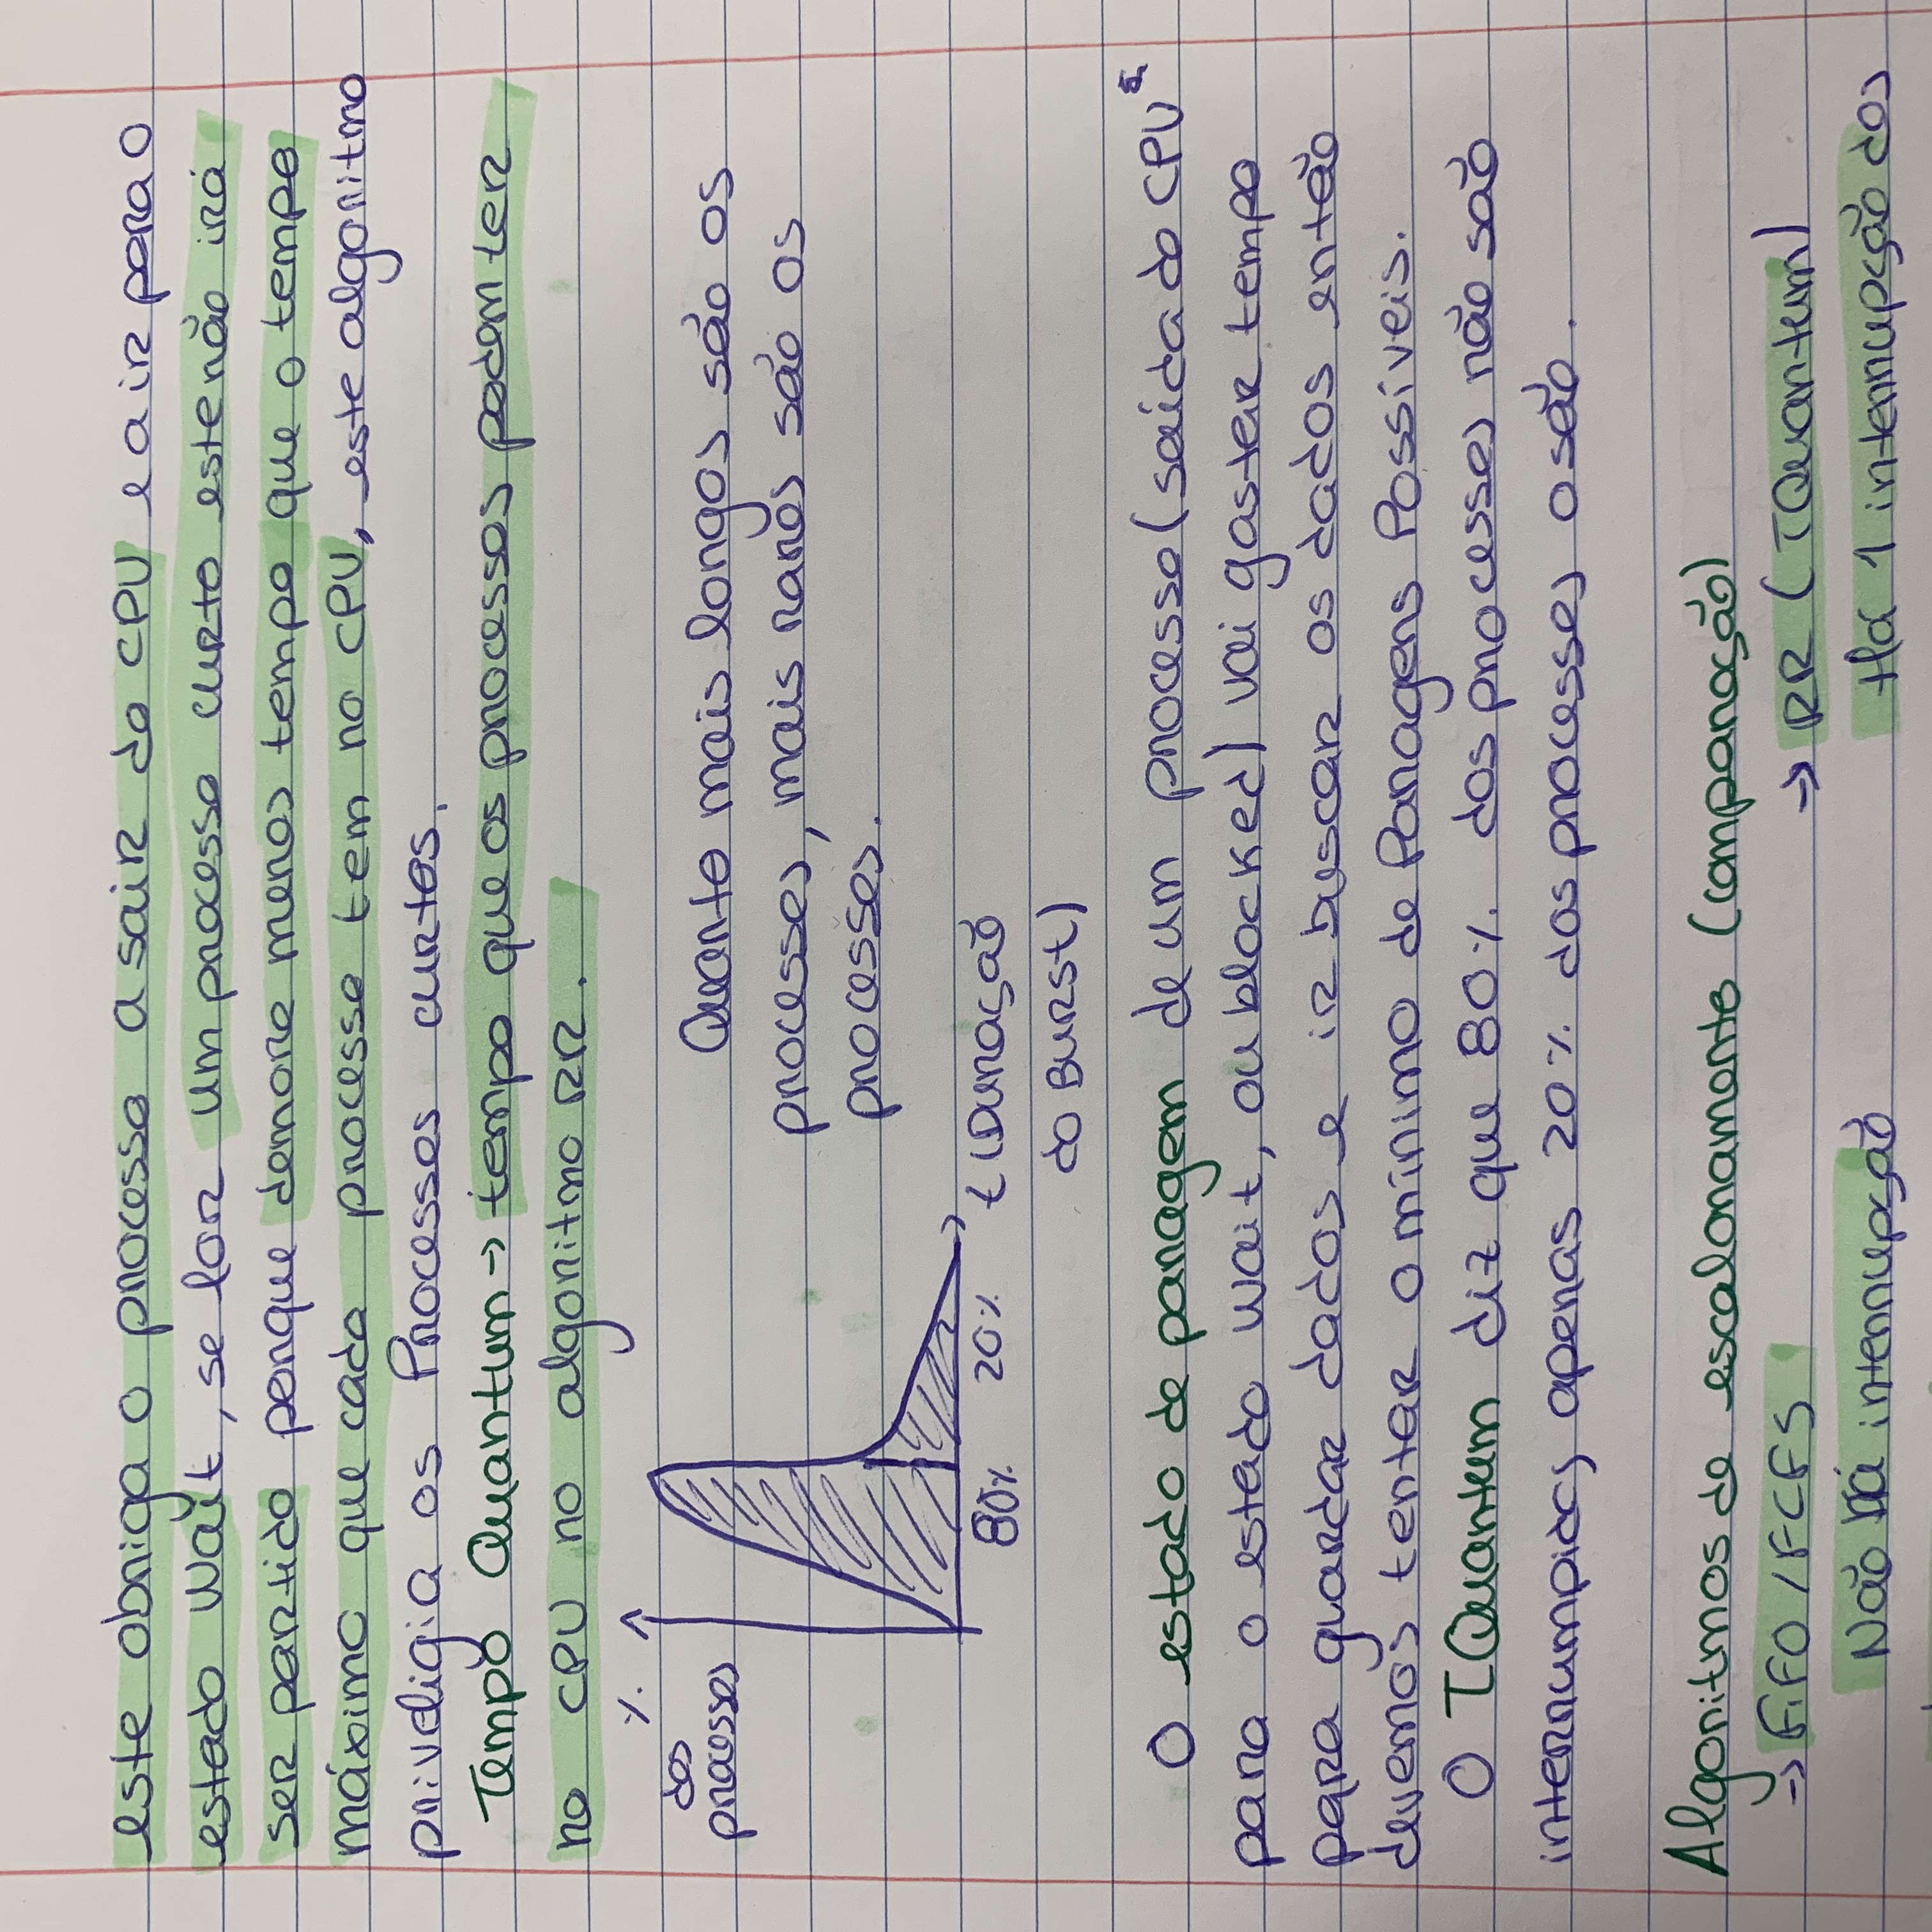 este obriga o processo a sair do CPU e a ir para o
estado Wait, se for um processo curto este não irá
ser partido porque demora menos tempo que o tempo
máximo que cada processo tem no CPU, este algoritmo
priveligia os Processos curtos.
Tempo Quantum → tempo que os processos podem ter
no CPU no algoritmo RR.
%
dos
processos
Quanto mais longos são os
processos, mais raros são os
processos.
80% 20% t (Duração
do Burst)
O estado de paragem de um processo (saída do CPU
para o estado wait, ou blocked) vai gastar tempo
para guardar dados e ir buscar os dados então
devemos tentar o mínimo de Paragens Possíveis.
O TQuantum diz que 80% dos processos não são
interrumpidos apenas 20% dos processos o são.
Algoritmos de escalonamento (comparação)
→ FiFO / FCFS → RR (TQuantum)
Não há interrupção Há 1 interrupção dos